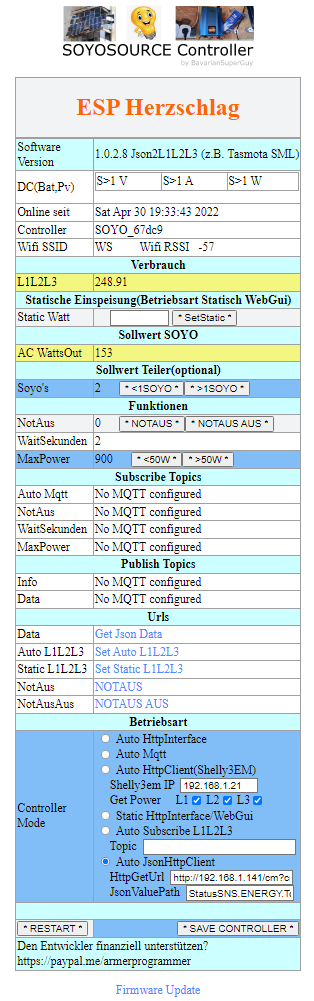 SOYOSOURCE Controller
by BavarianSuperGuy
ESP Herzschlag
Software Version 1.0.2.8 Json2L1L2L3 (z.B. Tasmota SML)
DC(Bat,Pv) S>1 V S>1 A S>1 W
Online seit Sat Apr 30 19:33:43 2022
Controller SOYO_67dc9
Wifi SSID WS Wifi RSSI -57
Verbrauch
L1L2L3 248.91
Statische Einspeisung(Betriebsart Statisch WebGui)
Static Watt * SetStatic *
Sollwert SOYO
AC WattsOut 153
Sollwert Teiler(optional)
Soyo's 2 * <1SOYO * * >1SOYO *
Funktionen
NotAus 0 * NOTAUS * * NOTAUS AUS *
WaitSekunden 2
MaxPower 900 * <50W * * >50W *
Subscribe Topics
Auto Mqtt No MQTT configured
NotAus No MQTT configured
WaitSekunden No MQTT configured
MaxPower No MQTT configured
Publish Topics
Info No MQTT configured
Data No MQTT configured
Urls
Data Get Json Data
Auto L1L2L3 Set Auto L1L2L3
Static L1L2L3 Set Static L1L2L3
NotAus NOTAUS
NotAusAus NOTAUS AUS
Betriebsart
Controller Mode
Auto HttpInterface
Auto Mqtt
Auto HttpClient(Shelly3EM)
Shelly3em IP 192.168.1.21
Get Power L1 L2 L3
Static HttpInterface/WebGui
Auto Subscribe L1L2L3
Topic
Auto JsonHttpClient
HttpGetUrl http://192.168.1.141/cm?c
JsonValuePath StatusSNS.ENERGY.To
* RESTART * * SAVE CONTROLLER *
Den Entwickler finanziell unterstützen?
https://paypal.me/armerprogrammer
Firmware Update